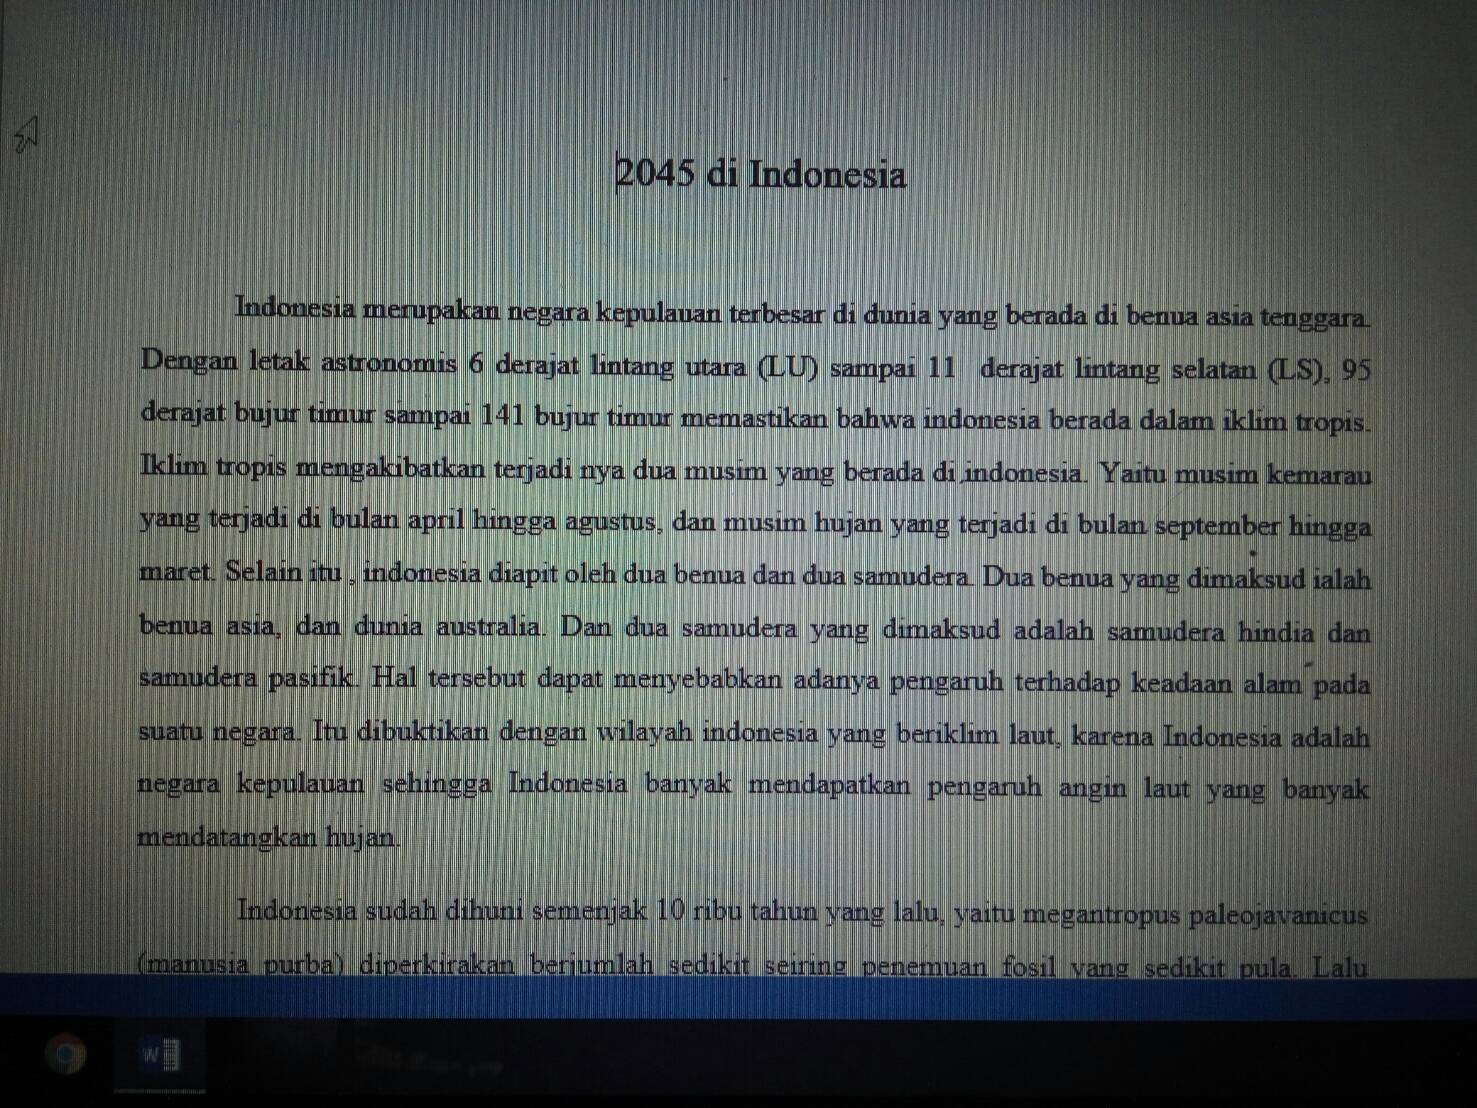 2045 di Indonesia
Indonesia merupakan negara kepulauan terbesar di dunia yang berada di benua asia tenggara.
Dengan letak astronomis 6 derajat lintang utara (LU) sampai 11 derajat lintang selatan (LS), 95
derajat bujur timur sampai 141 bujur timur memastikan bahwa indonesia berada dalam iklim tropis.
Iklim tropis mengakibatkan terjadi nya dua musim yang berada di indonesia. Yaitu musim kemarau
yang terjadi di bulan april hingga agustus, dan musim hujan yang terjadi di bulan september hingga
maret. Selain itu , indonesia diapit oleh dua benua dan dua samudera. Dua benua yang dimaksud ialah
benua asia, dan dunia australia. Dan dua samudera yang dimaksud adalah samudera hindia dan
samudera pasifik. Hal tersebut dapat menyebabkan adanya pengaruh terhadap keadaan alam pada
suatu negara. Itu dibuktikan dengan wilayah indonesia yang beriklim laut, karena Indonesia adalah
negara kepulauan sehingga Indonesia banyak mendapatkan pengaruh angin laut yang banyak
mendatangkan hujan.
Indonesia sudah dihuni semenjak 10 ribu tahun yang lalu, yaitu megantropus paleojavanicus
(manusia purba) diperkirakan berjumlah sedikit seiring penemuan fosil yang sedikit pula. Lalu
W